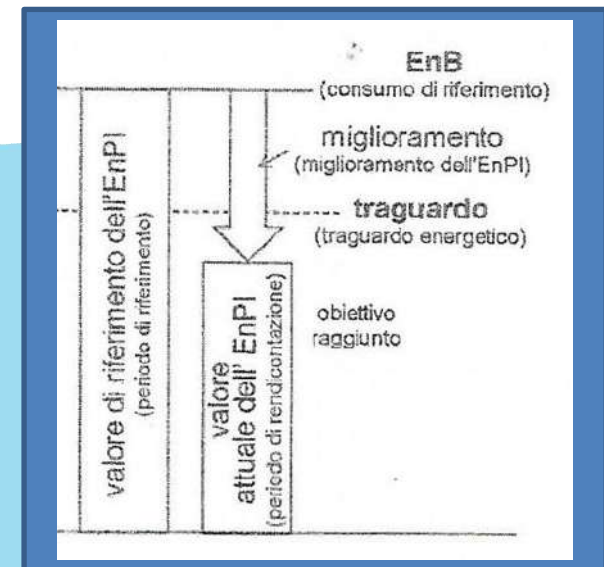 EnB
(consumo di riferimento)
miglioramento
(miglioramento dell'EnPI)
traguardo
(traguardo energetico)
obiettivo
raggiunto
valore di riferimento dell'EnPI
(periodo di riferimento)
valore
attuale dell' EnPI
(periodo di rendicontazione)